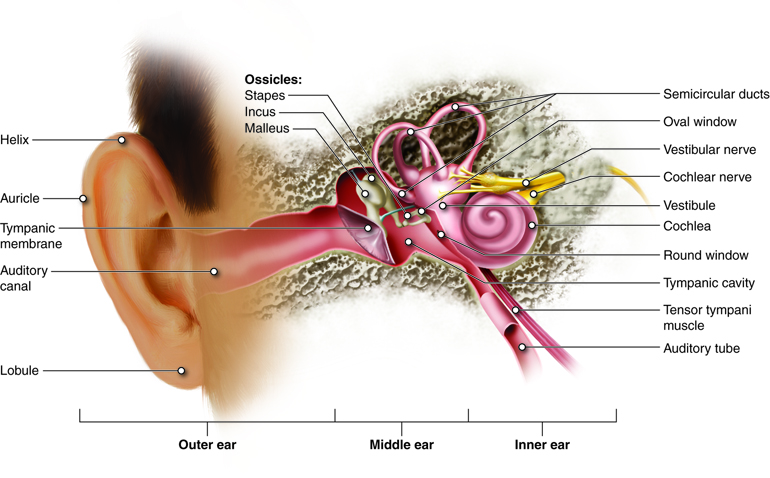 Ossicles:
Stapes
Incus
Malleus
Helix
Auricle
Tympanic
membrane
Auditory
canal
Lobule
Semicircular ducts
Oval window
Vestibular nerve
Cochlear nerve
Vestibule
Cochlea
Round window
Tympanic cavity
Tensor tympani
muscle
Auditory tube
Outer ear
Middle ear
Inner ear